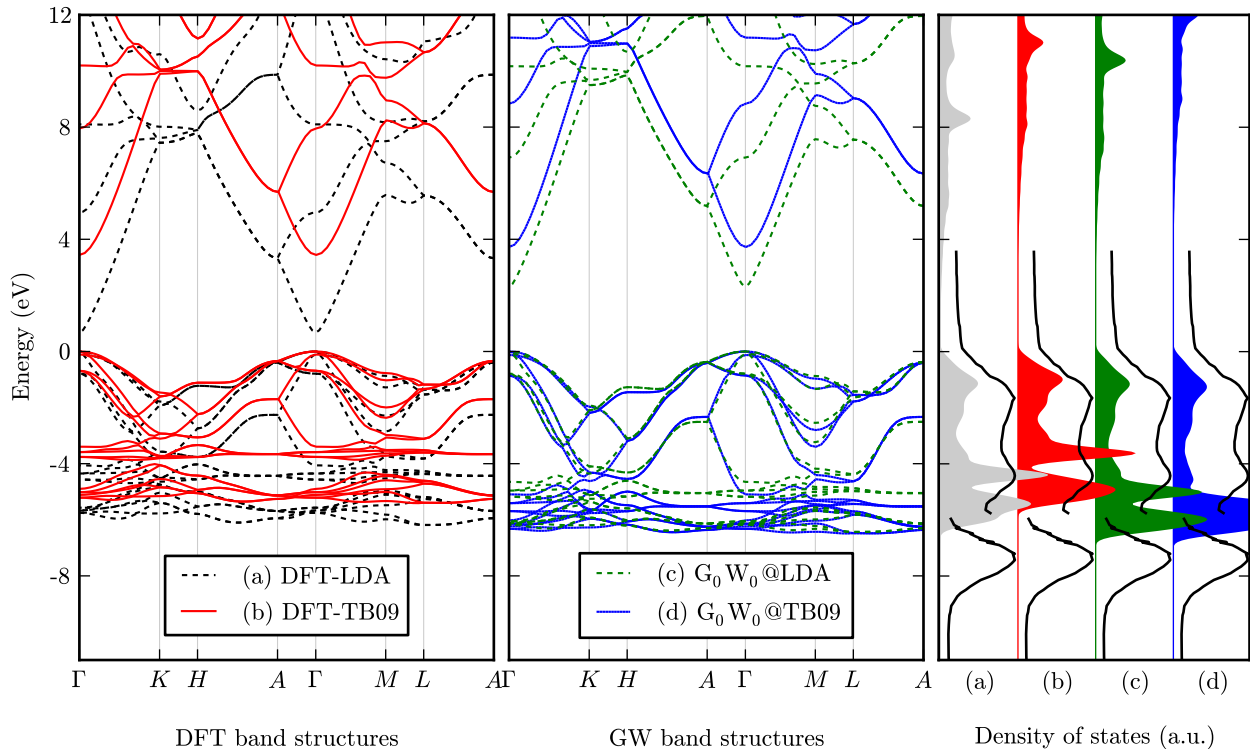 12
8
4
0
-4
-8
Energy (eV)
(a) DFT-LDA
(b) DFT-TB09
(c) G₀W₀@LDA
(d) G₀W₀@TB09
Γ K H A Γ M L A
Γ K H A Γ M L A
(a) (b) (c) (d)
DFT band structures
GW band structures
Density of states (a.u.)